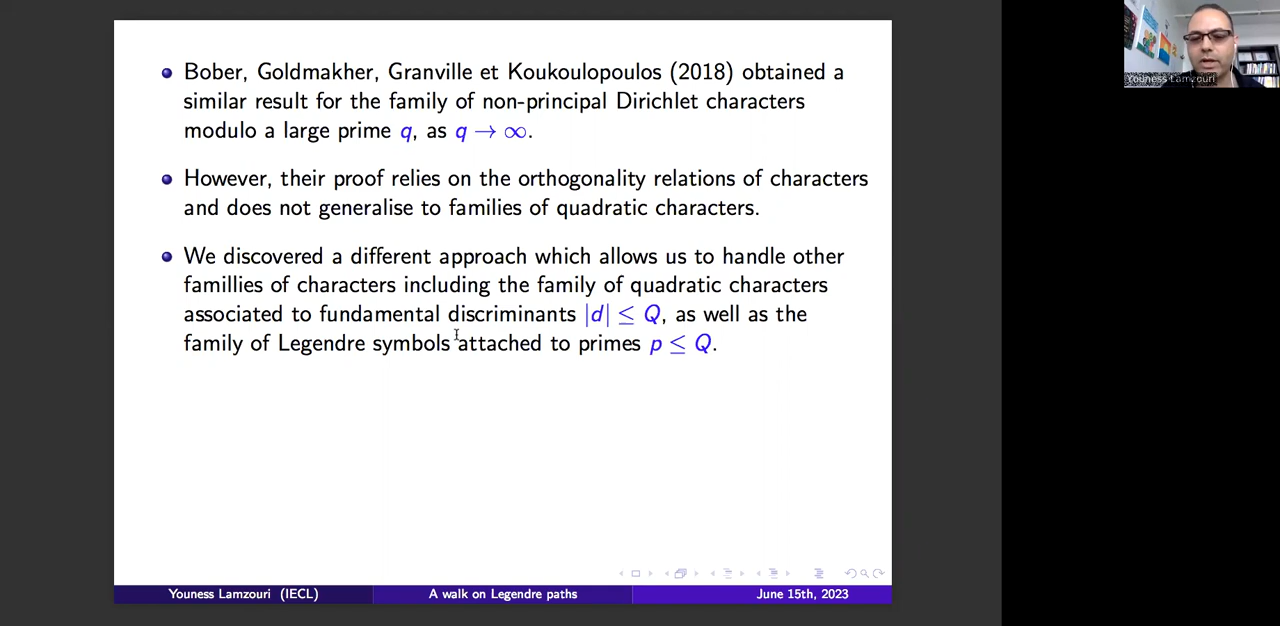 Bober, Goldmakher, Granville et Koukoulopoulos (2018) obtained a
similar result for the family of non-principal Dirichlet characters
modulo a large prime q, as q → ∞.
However, their proof relies on the orthogonality relations of characters
and does not generalise to families of quadratic characters.
We discovered a different approach which allows us to handle other
famillies of characters including the family of quadratic characters
associated to fundamental discriminants |d| ≤ Q, as well as the
family of Legendre symbols attached to primes p ≤ Q.
Youness Lamzouri (IECL)
A walk on Legendre paths
June 15th, 2023
Youness Lamzouri